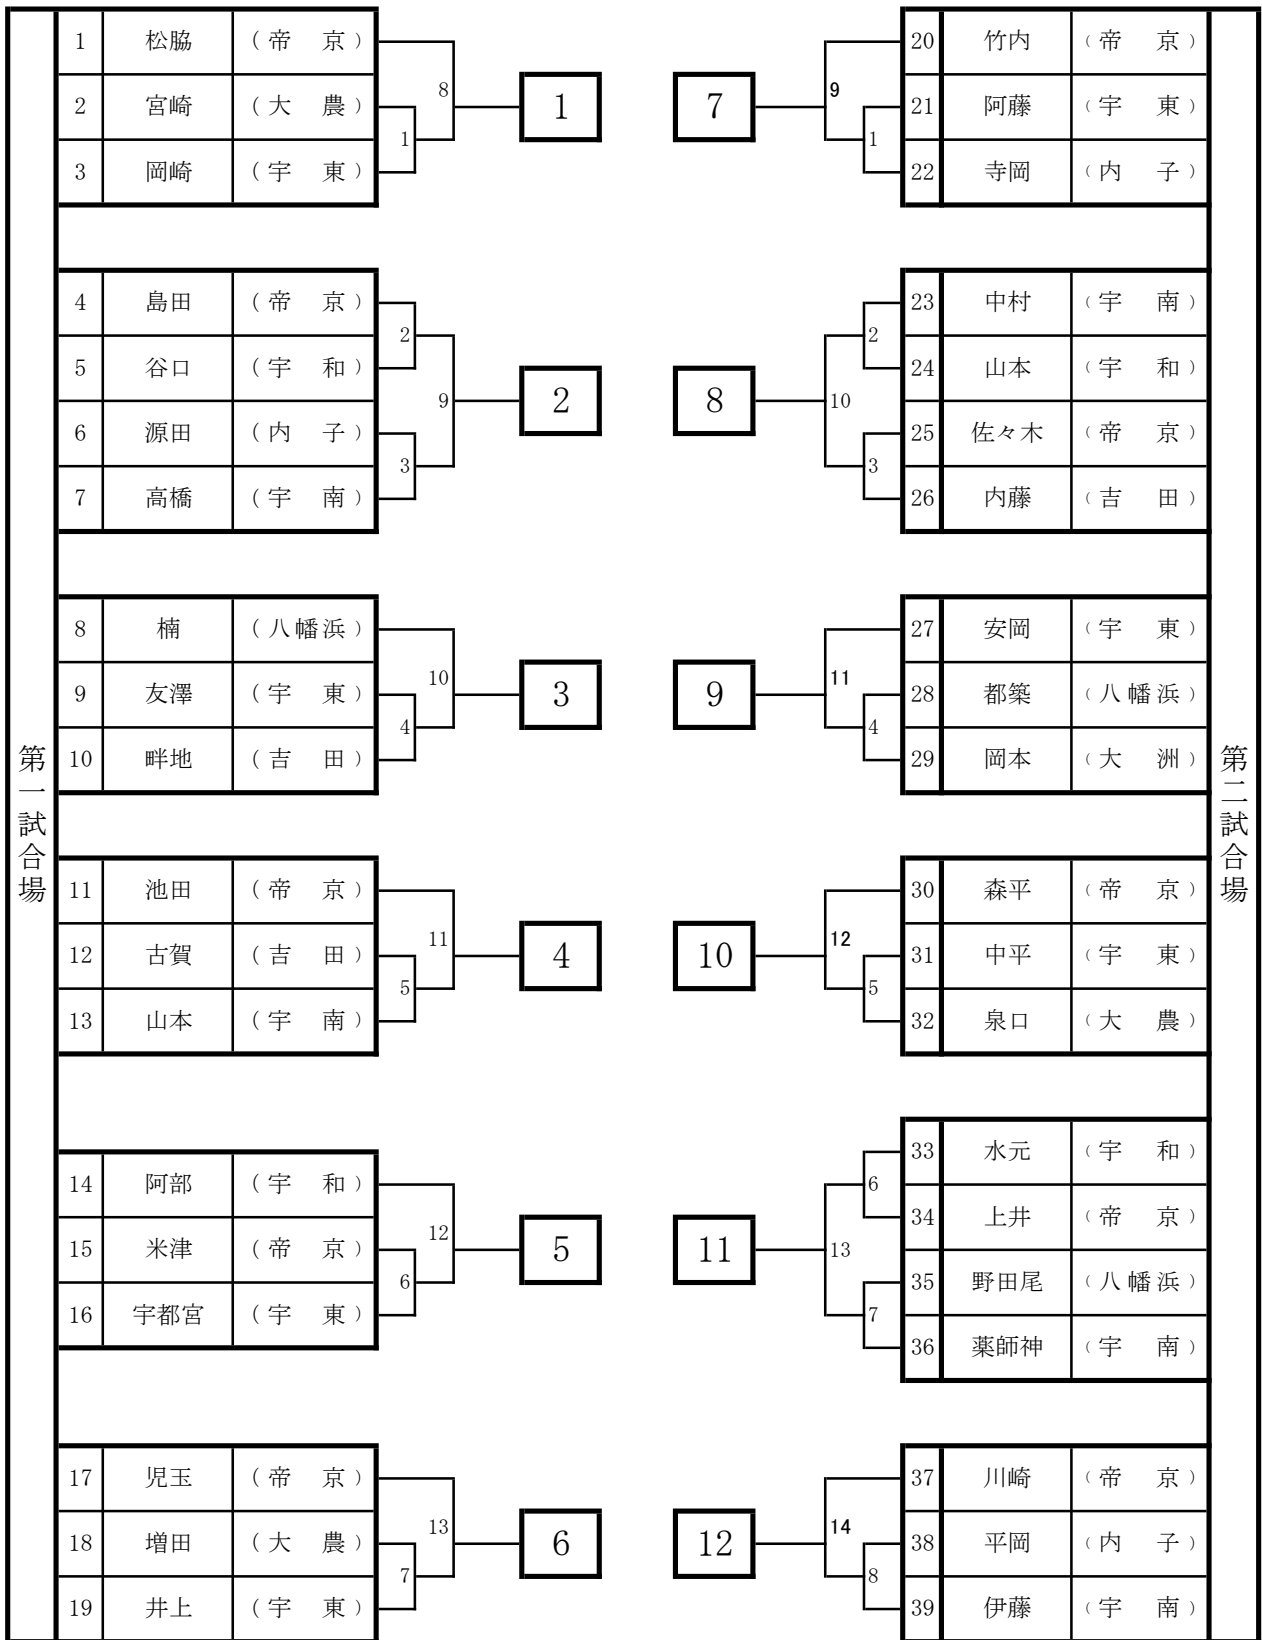 第一試合場
1 松脇 (帝 京)
2 宮崎 (大 農)
3 岡崎 (宇 東)
8
1
1
4 島田 (帝 京)
5 谷口 (宇 和)
6 源田 (内 子)
7 高橋 (宇 南)
2
9
3
2
8 楠 (八幡浜)
9 友澤 (宇 東)
10 畔地 (吉 田)
10
4
3
11 池田 (帝 京)
12 古賀 (吉 田)
13 山本 (宇 南)
11
5
4
14 阿部 (宇 和)
15 米津 (帝 京)
16 宇都宮 (宇 東)
12
6
5
17 児玉 (帝 京)
18 増田 (大 農)
19 井上 (宇 東)
13
7
6
7
9
1
20 竹内 (帝 京)
21 阿藤 (宇 東)
22 寺岡 (内 子)
8
2
10
3
23 中村 (宇 南)
24 山本 (宇 和)
25 佐々木 (帝 京)
26 内藤 (吉 田)
9
11
4
27 安岡 (宇 東)
28 都築 (八幡浜)
29 岡本 (大 洲)
10
12
5
30 森平 (帝 京)
31 中平 (宇 東)
32 泉口 (大 農)
11
6
13
7
33 水元 (宇 和)
34 上井 (帝 京)
35 野田尾 (八幡浜)
36 薬師神 (宇 南)
12
14
8
37 川崎 (帝 京)
38 平岡 (内 子)
39 伊藤 (宇 南)
第二試合場